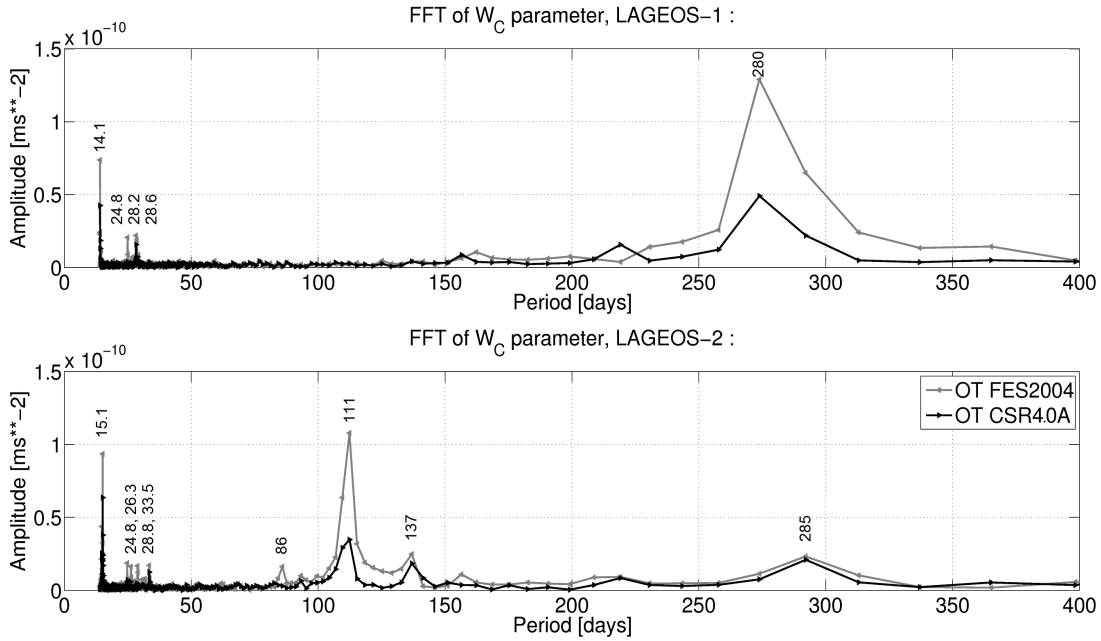 FFT of W_C parameter, LAGEOS−1 :
x 10^−10
1.5
1
0.5
0
Amplitude [ms**−2]
14.1
24.8
28.2
28.6
280
0 50 100 150 200 250 300 350 400
Period [days]
FFT of W_C parameter, LAGEOS−2 :
x 10^−10
1.5
1
0.5
0
Amplitude [ms**−2]
15.1
24.8, 26.3
28.8, 33.5
86
111
137
285
OT FES2004
OT CSR4.0A
0 50 100 150 200 250 300 350 400
Period [days]